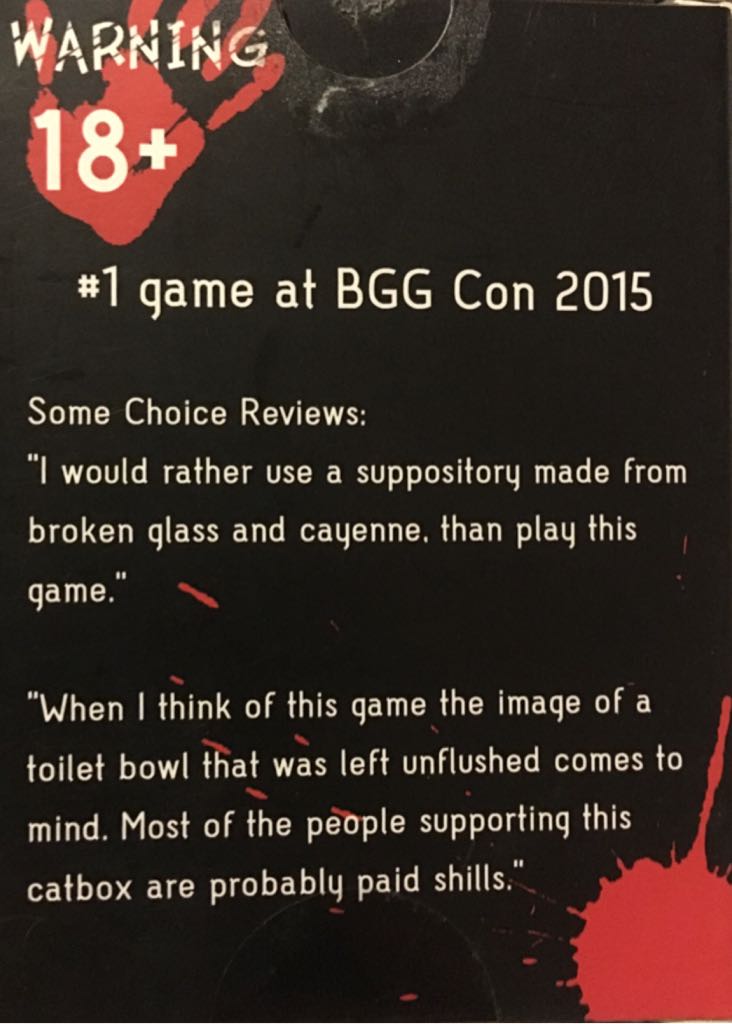 WARNING
18+
#1 game at BGG Con 2015
Some Choice Reviews:
"I would rather use a suppository made from
broken glass and cayenne. than play this
game."
"When I think of this game the image of a
toilet bowl that was left unflushed comes to
mind. Most of the people supporting this
catbox are probably paid shills."